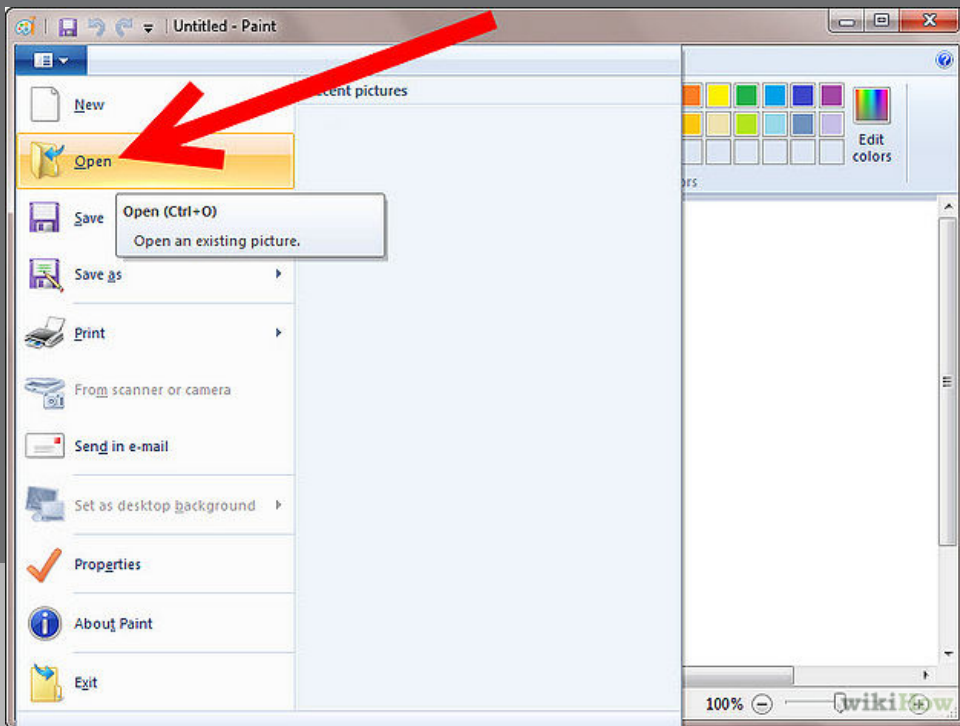 Untitled - Paint
New
Open
Save
Save as
Print
From scanner or camera
Send in e-mail
Set as desktop background
Properties
About Paint
Exit
Open (Ctrl+O)
Open an existing picture.
pictures
Edit
colors
100%
wikiHow